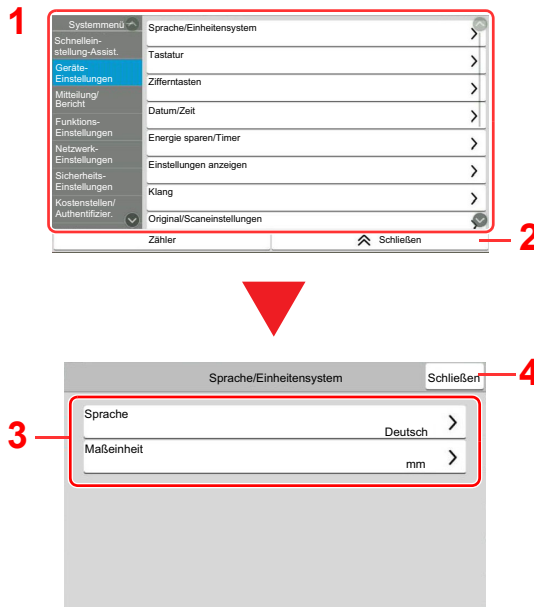 1
Systemmenü
Schnellein-
stellung-Assist.
Geräte-
Einstellungen
Mitteilung/
Bericht
Funktions-
Einstellungen
Netzwerk-
Einstellungen
Sicherheits-
Einstellungen
Kostenstellen/
Authentifizier.
Sprache/Einheitensystem
Tastatur
Zifferntasten
Datum/Zeit
Energie sparen/Timer
Einstellungen anzeigen
Klang
Original/Scaneinstellungen
Zähler
Schließen
2
Sprache/Einheitensystem
Schließen
4
3
Sprache
Deutsch
Maßeinheit
mm